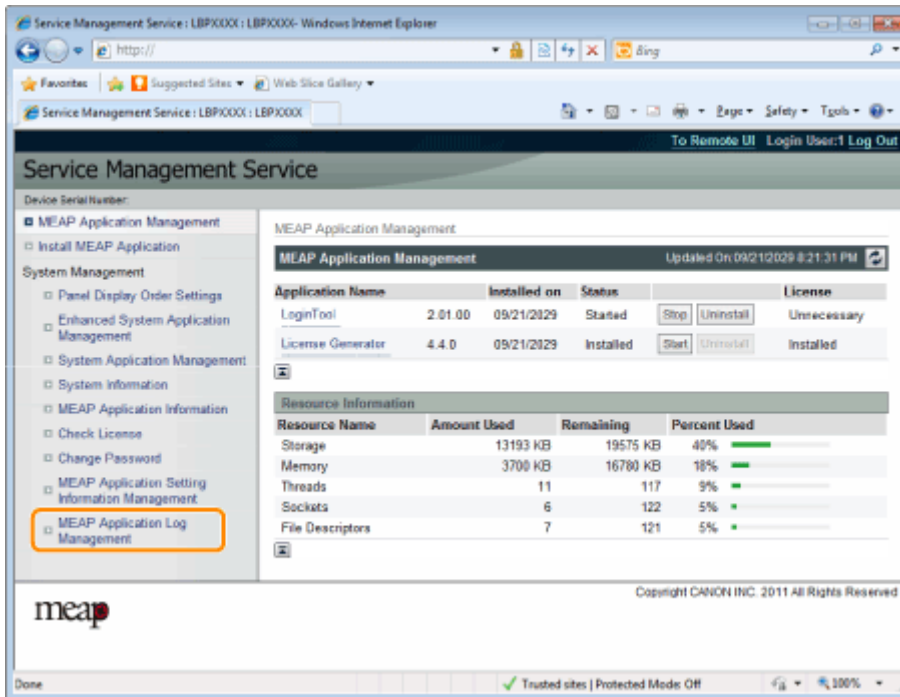 Service Management Service : LBPXXXX : LBPXXXX- Windows Internet Explorer
http://
Bing
Favorites Suggested Sites Web Slice Gallery
Service Management Service : LBPXXXX : LBPXXXX
Page Safety Tools
To Remote UI Login User:1 Log Out
Service Management Service
Device Serial Number:
MEAP Application Management
Install MEAP Application
System Management
Panel Display Order Settings
Enhanced System Application
Management
System Application Management
System Information
MEAP Application Information
Check License
Change Password
MEAP Application Setting
Information Management
MEAP Application Log
Management
MEAP Application Management
MEAP Application Management Updated On:09/21/2029 8:21:31 PM
Application Name Installed on Status License
LoginTool 2.01.00 09/21/2029 Started Stop Uninstall Unnecessary
License Generator 4.4.0 09/21/2029 Installed Start Uninstall Installed
Resource Information
Resource Name Amount Used Remaining Percent Used
Storage 13193 KB 19575 KB 40%
Memory 3700 KB 16780 KB 18%
Threads 11 117 9%
Sockets 6 122 5%
File Descriptors 7 121 5%
Copyright CANON INC. 2011 All Rights Reserved
meap
Done Trusted sites | Protected Mode: Off 100%